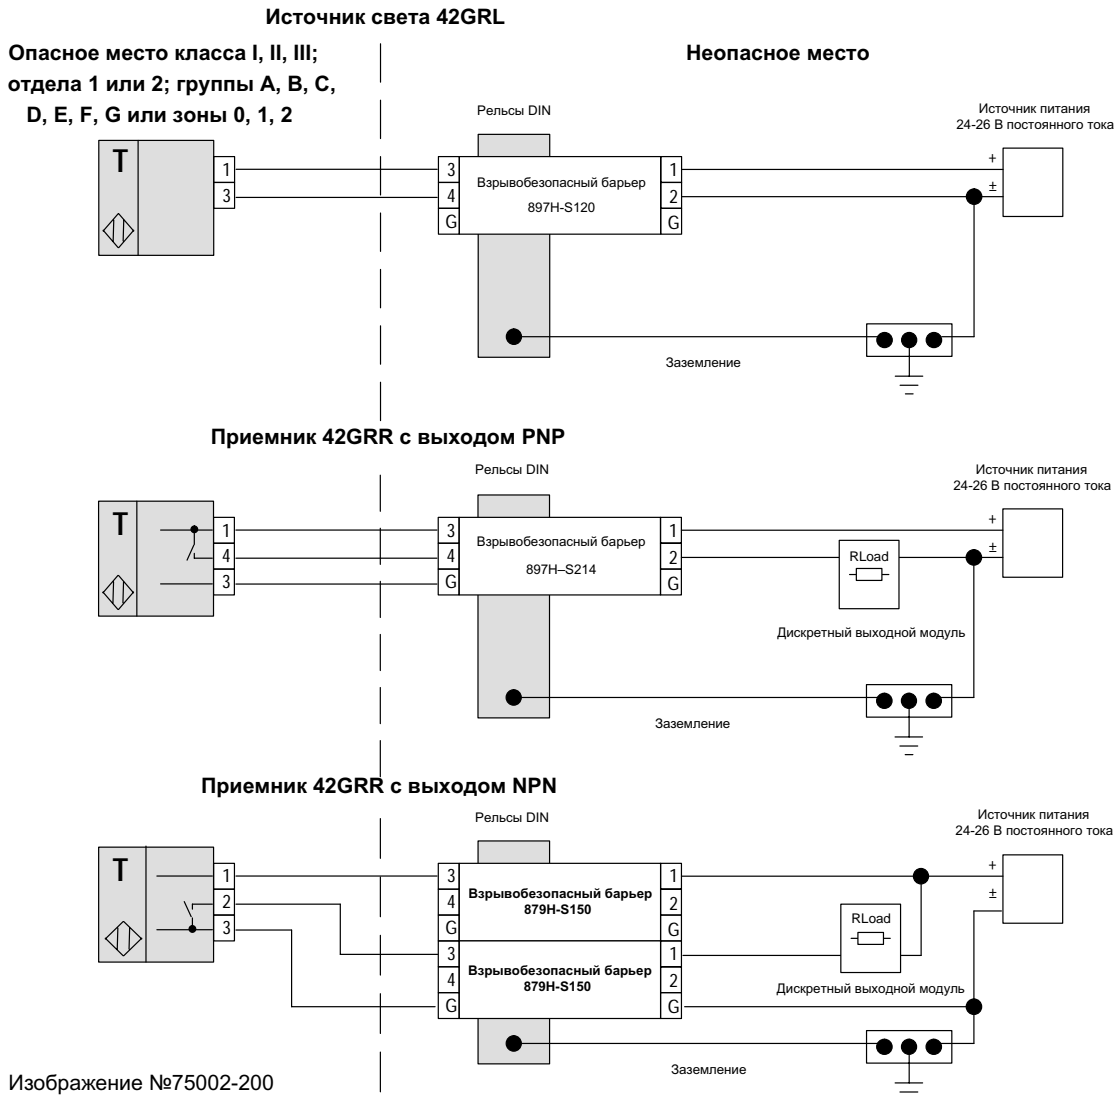 Источник света 42GRL
Опасное место класса I, II, III;
отдела 1 или 2; группы A, B, C,
D, E, F, G или зоны 0, 1, 2
Неопасное место
Рельсы DIN
Источник питания
24-26 В постоянного тока
T
1
3
3
4
G
Взрывобезопасный барьер
897H-S120
1
2
G
+
±
Заземление
Приемник 42GRR с выходом PNP
Рельсы DIN
Источник питания
24-26 В постоянного тока
T
1
4
3
3
4
G
Взрывобезопасный барьер
897H–S214
1
2
G
RLoad
+
±
Дискретный выходной модуль
Заземление
Приемник 42GRR с выходом NPN
Рельсы DIN
Источник питания
24-26 В постоянного тока
T
1
2
3
3
4
G
Взрывобезопасный барьер
879H-S150
1
2
G
3
4
G
Взрывобезопасный барьер
879H-S150
1
2
G
RLoad
+
±
Дискретный выходной модуль
Заземление
Изображение №75002-200